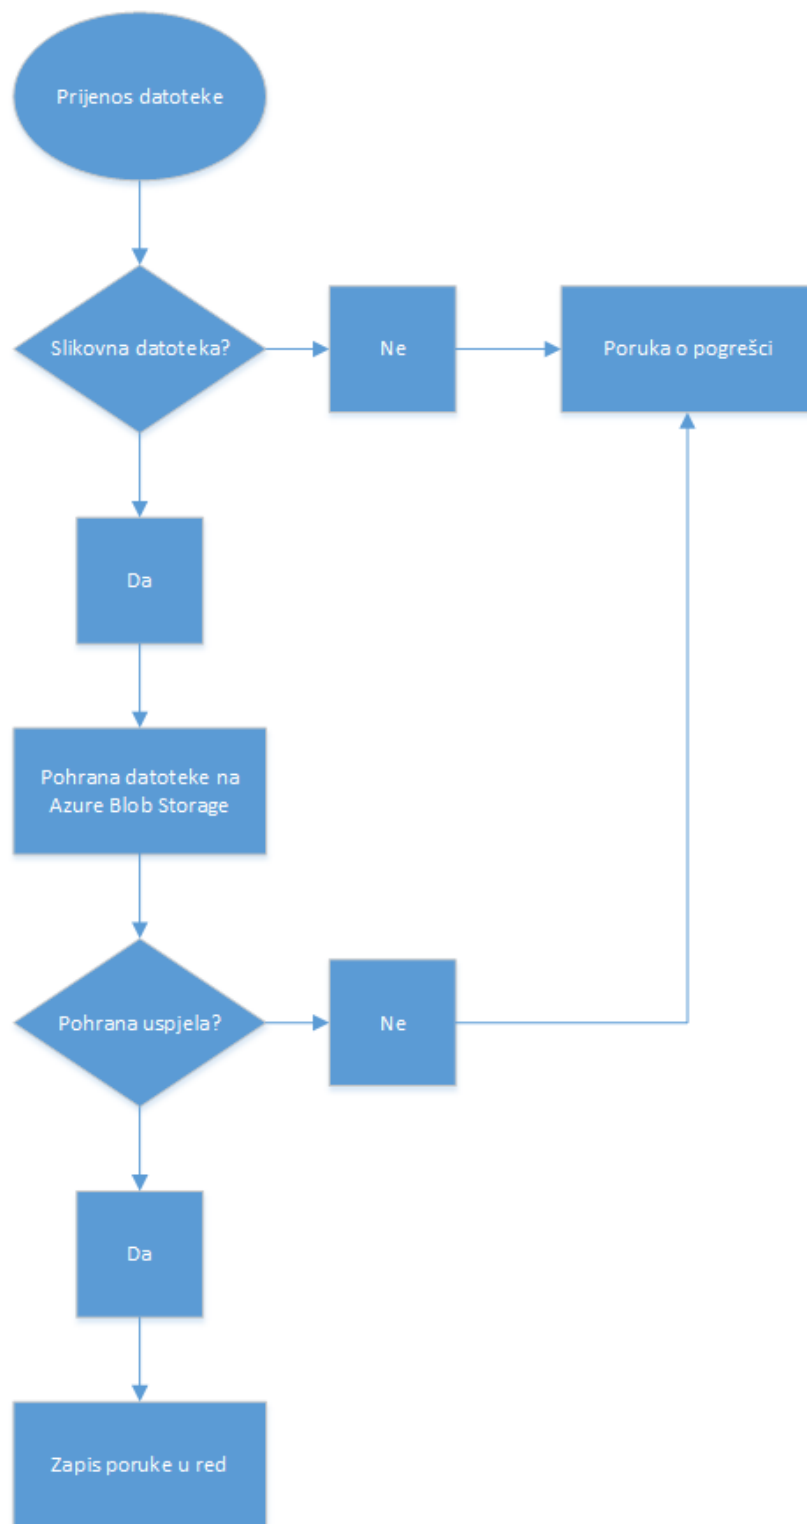 Prijenos datoteke
Slikovna datoteka?
Ne
Poruka o pogrešci
Da
Pohrana datoteke na
Azure Blob Storage
Pohrana uspjela?
Ne
Da
Zapis poruke u red